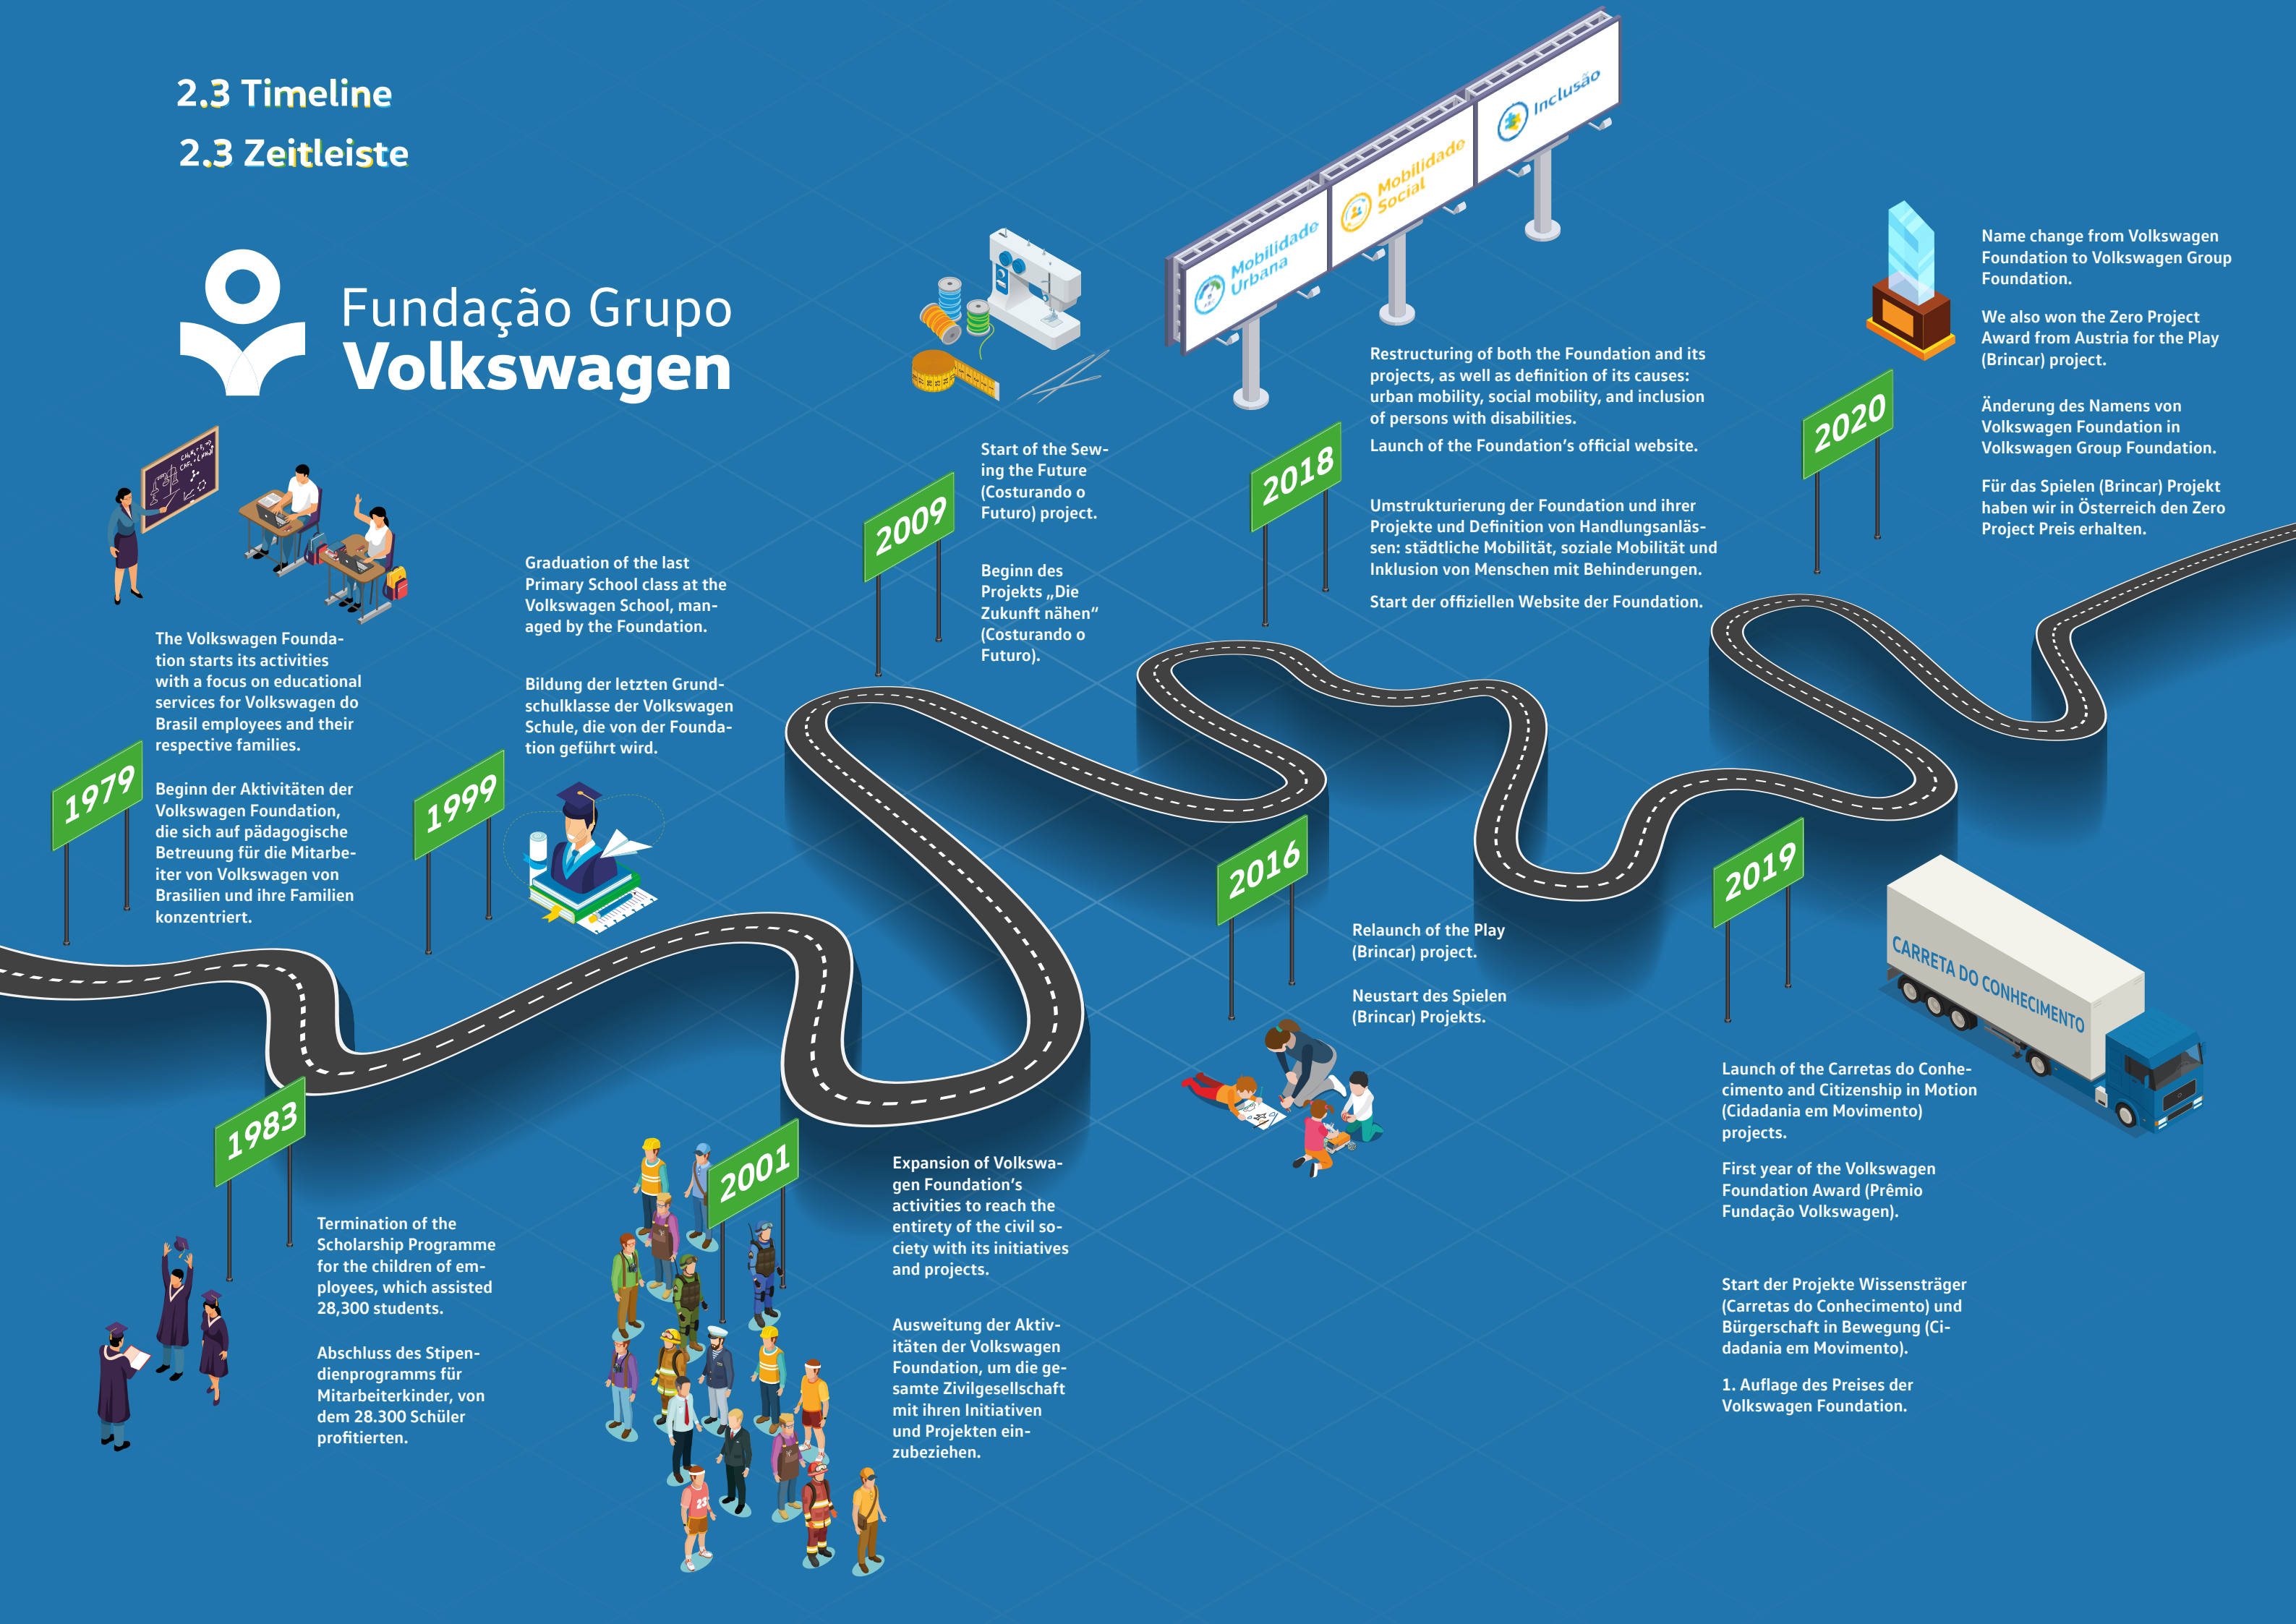 2.3 Timeline
2.3 Zeitleiste
Fundação Grupo
Volkswagen
1979
The Volkswagen Founda-
tion starts its activities
with a focus on educational
services for Volkswagen do
Brasil employees and their
respective families.
Beginn der Aktivitäten der
Volkswagen Foundation,
die sich auf pädagogische
Betreuung für die Mitarbe-
iter von Volkswagen von
Brasilien und ihre Familien
konzentriert.
1983
Termination of the
Scholarship Programme
for the children of em-
ployees, which assisted
28,300 students.
Abschluss des Stipen-
dienprogramms für
Mitarbeiterkinder, von
dem 28.300 Schüler
profitierten.
1999
Graduation of the last
Primary School class at the
Volkswagen School, man-
aged by the Foundation.
Bildung der letzten Grund-
schulklasse der Volkswagen
Schule, die von der Founda-
tion geführt wird.
2001
Expansion of Volkswa-
gen Foundation's
activities to reach the
entirety of the civil so-
ciety with its initiatives
and projects.
Ausweitung der Aktiv-
itäten der Volkswagen
Foundation, um die ge-
samte Zivilgesellschaft
mit ihren Initiativen
und Projekten ein-
zubeziehen.
23
2009
Start of the Sew-
ing the Future
(Costurando o
Futuro) project.
Beginn des
Projekts „Die
Zukunft nähen“
(Costurando o
Futuro).
2016
Relaunch of the Play
(Brincar) project.
Neustart des Spielen
(Brincar) Projekts.
Mobilidade
Urbana
Mobilidade
Social
Inclusão
2018
Restructuring of both the Foundation and its
projects, as well as definition of its causes:
urban mobility, social mobility, and inclusion
of persons with disabilities.
Launch of the Foundation's official website.
Umstrukturierung der Foundation und ihrer
Projekte und Definition von Handlungsanläs-
sen: städtliche Mobilität, soziale Mobilität und
Inklusion von Menschen mit Behinderungen.
Start der offiziellen Website der Foundation.
2019
CARRETA DO CONHECIMENTO
Launch of the Carretas do Conhe-
cimento and Citizenship in Motion
(Cidadania em Movimento)
projects.
First year of the Volkswagen
Foundation Award (Prêmio
Fundação Volkswagen).
Start der Projekte Wissensträger
(Carretas do Conhecimento) und
Bürgerschaft in Bewegung (Ci-
dadania em Movimento).
1. Auflage des Preises der
Volkswagen Foundation.
2020
Name change from Volkswagen
Foundation to Volkswagen Group
Foundation.
We also won the Zero Project
Award from Austria for the Play
(Brincar) project.
Änderung des Namens von
Volkswagen Foundation in
Volkswagen Group Foundation.
Für das Spielen (Brincar) Projekt
haben wir in Österreich den Zero
Project Preis erhalten.